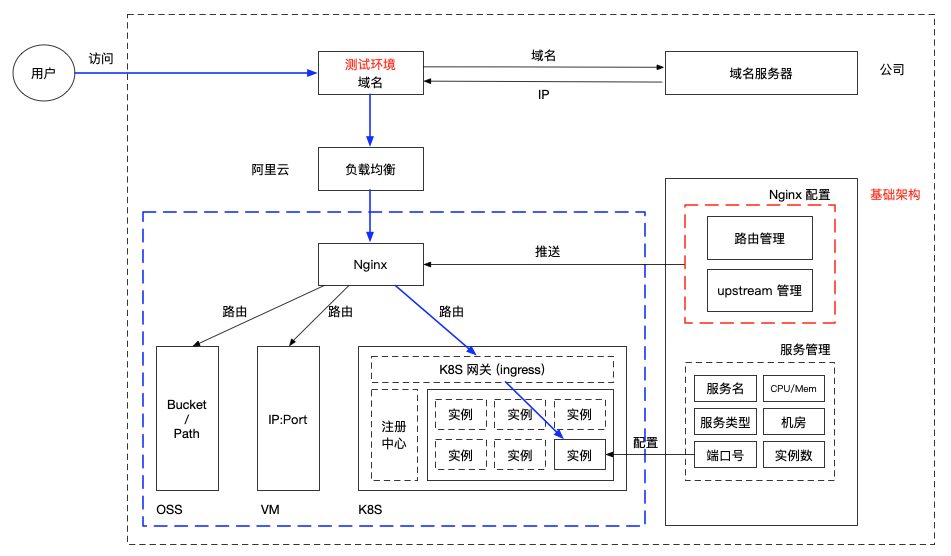 用户
访问
测试环境
域名
域名
IP
域名服务器
公司
阿里云
负载均衡
Nginx 配置
基础架构
路由管理
upstream 管理
推送
Nginx
路由
路由
路由
服务管理
服务名
CPU/Mem
服务类型
机房
端口号
实例数
配置
K8S 网关 (ingress)
注册
中心
实例
实例
实例
实例
实例
实例
Bucket
/
Path
IP:Port
OSS
VM
K8S